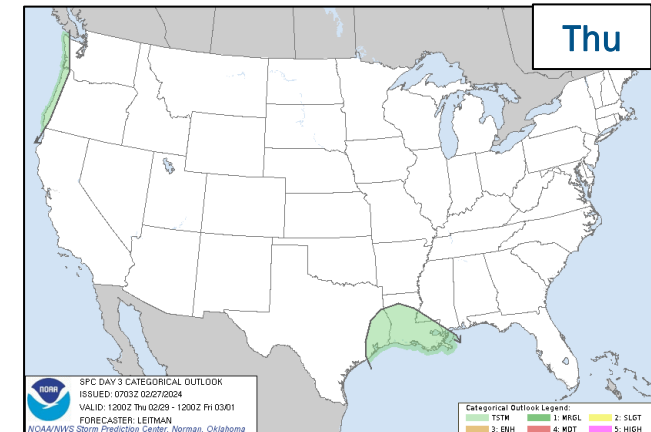 Thu
SPC DAY 3 CATEGORICAL OUTLOOK
ISSUED: 0703Z 02/27/2024
VALID: 1200Z Thu 02/29 - 1200Z Fri 03/01
FORECASTER: LEITMAN
NOAA/NWS Storm Prediction Center, Norman, Oklahoma
NOAA
Categorical Outlook Legend:
TSTM 1: MRGL 2: SLGT
3: ENH 4: MDT 5: HIGH